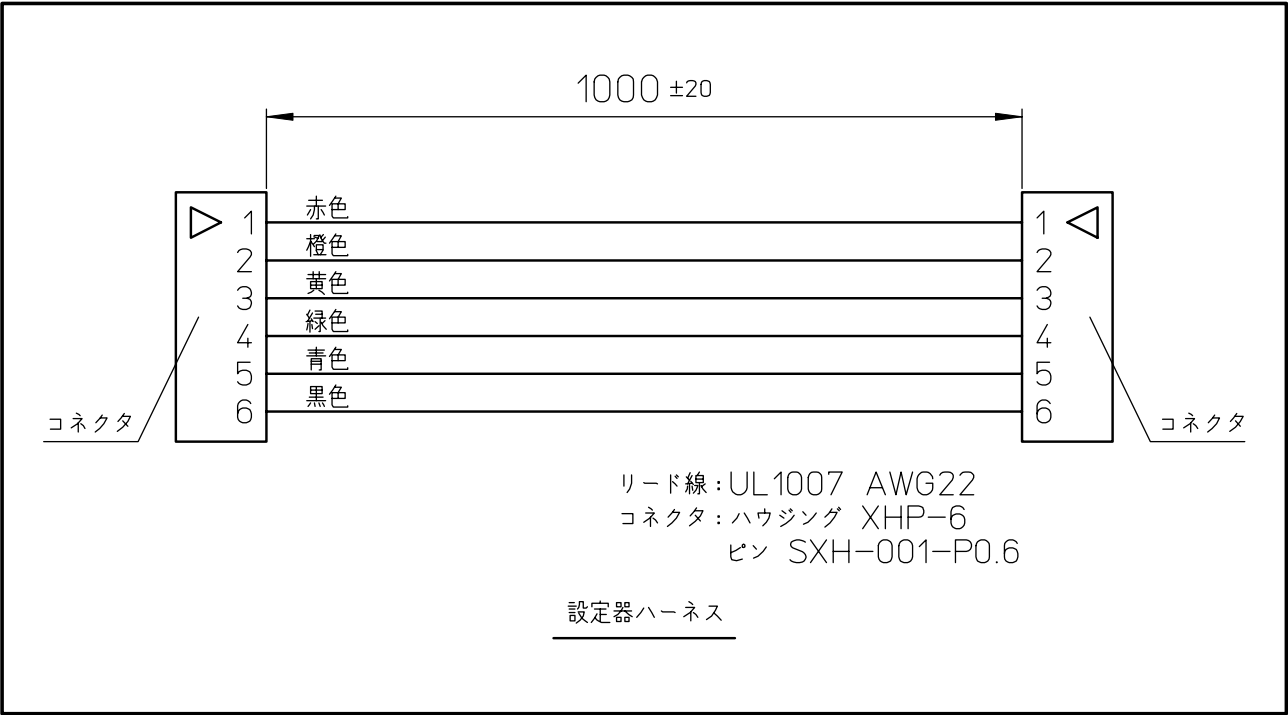 1000 ±20
1 赤色 1
2 橙色 2
3 黄色 3
4 緑色 4
5 青色 5
6 黒色 6
コネクタ コネクタ
リード線:UL1007 AWG22
コネクタ:ハウジング XHP-6
ピン SXH-001-P0.6
設定器ハーネス